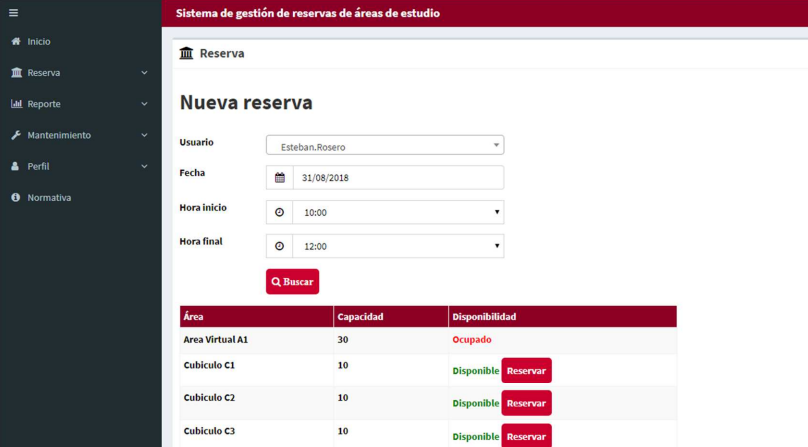 Sistema de gestión de reservas de áreas de estudio
Inicio
Reserva
Reporte
Mantenimiento
Perfil
Normativa
Reserva
Nueva reserva
Usuario Esteban.Rosero
Fecha 31/08/2018
Hora inicio 10:00
Hora final 12:00
Buscar
Área Capacidad Disponibilidad
Area Virtual A1 30 Ocupado
Cubiculo C1 10 Disponible Reservar
Cubiculo C2 10 Disponible Reservar
Cubiculo C3 10 Disponible Reservar